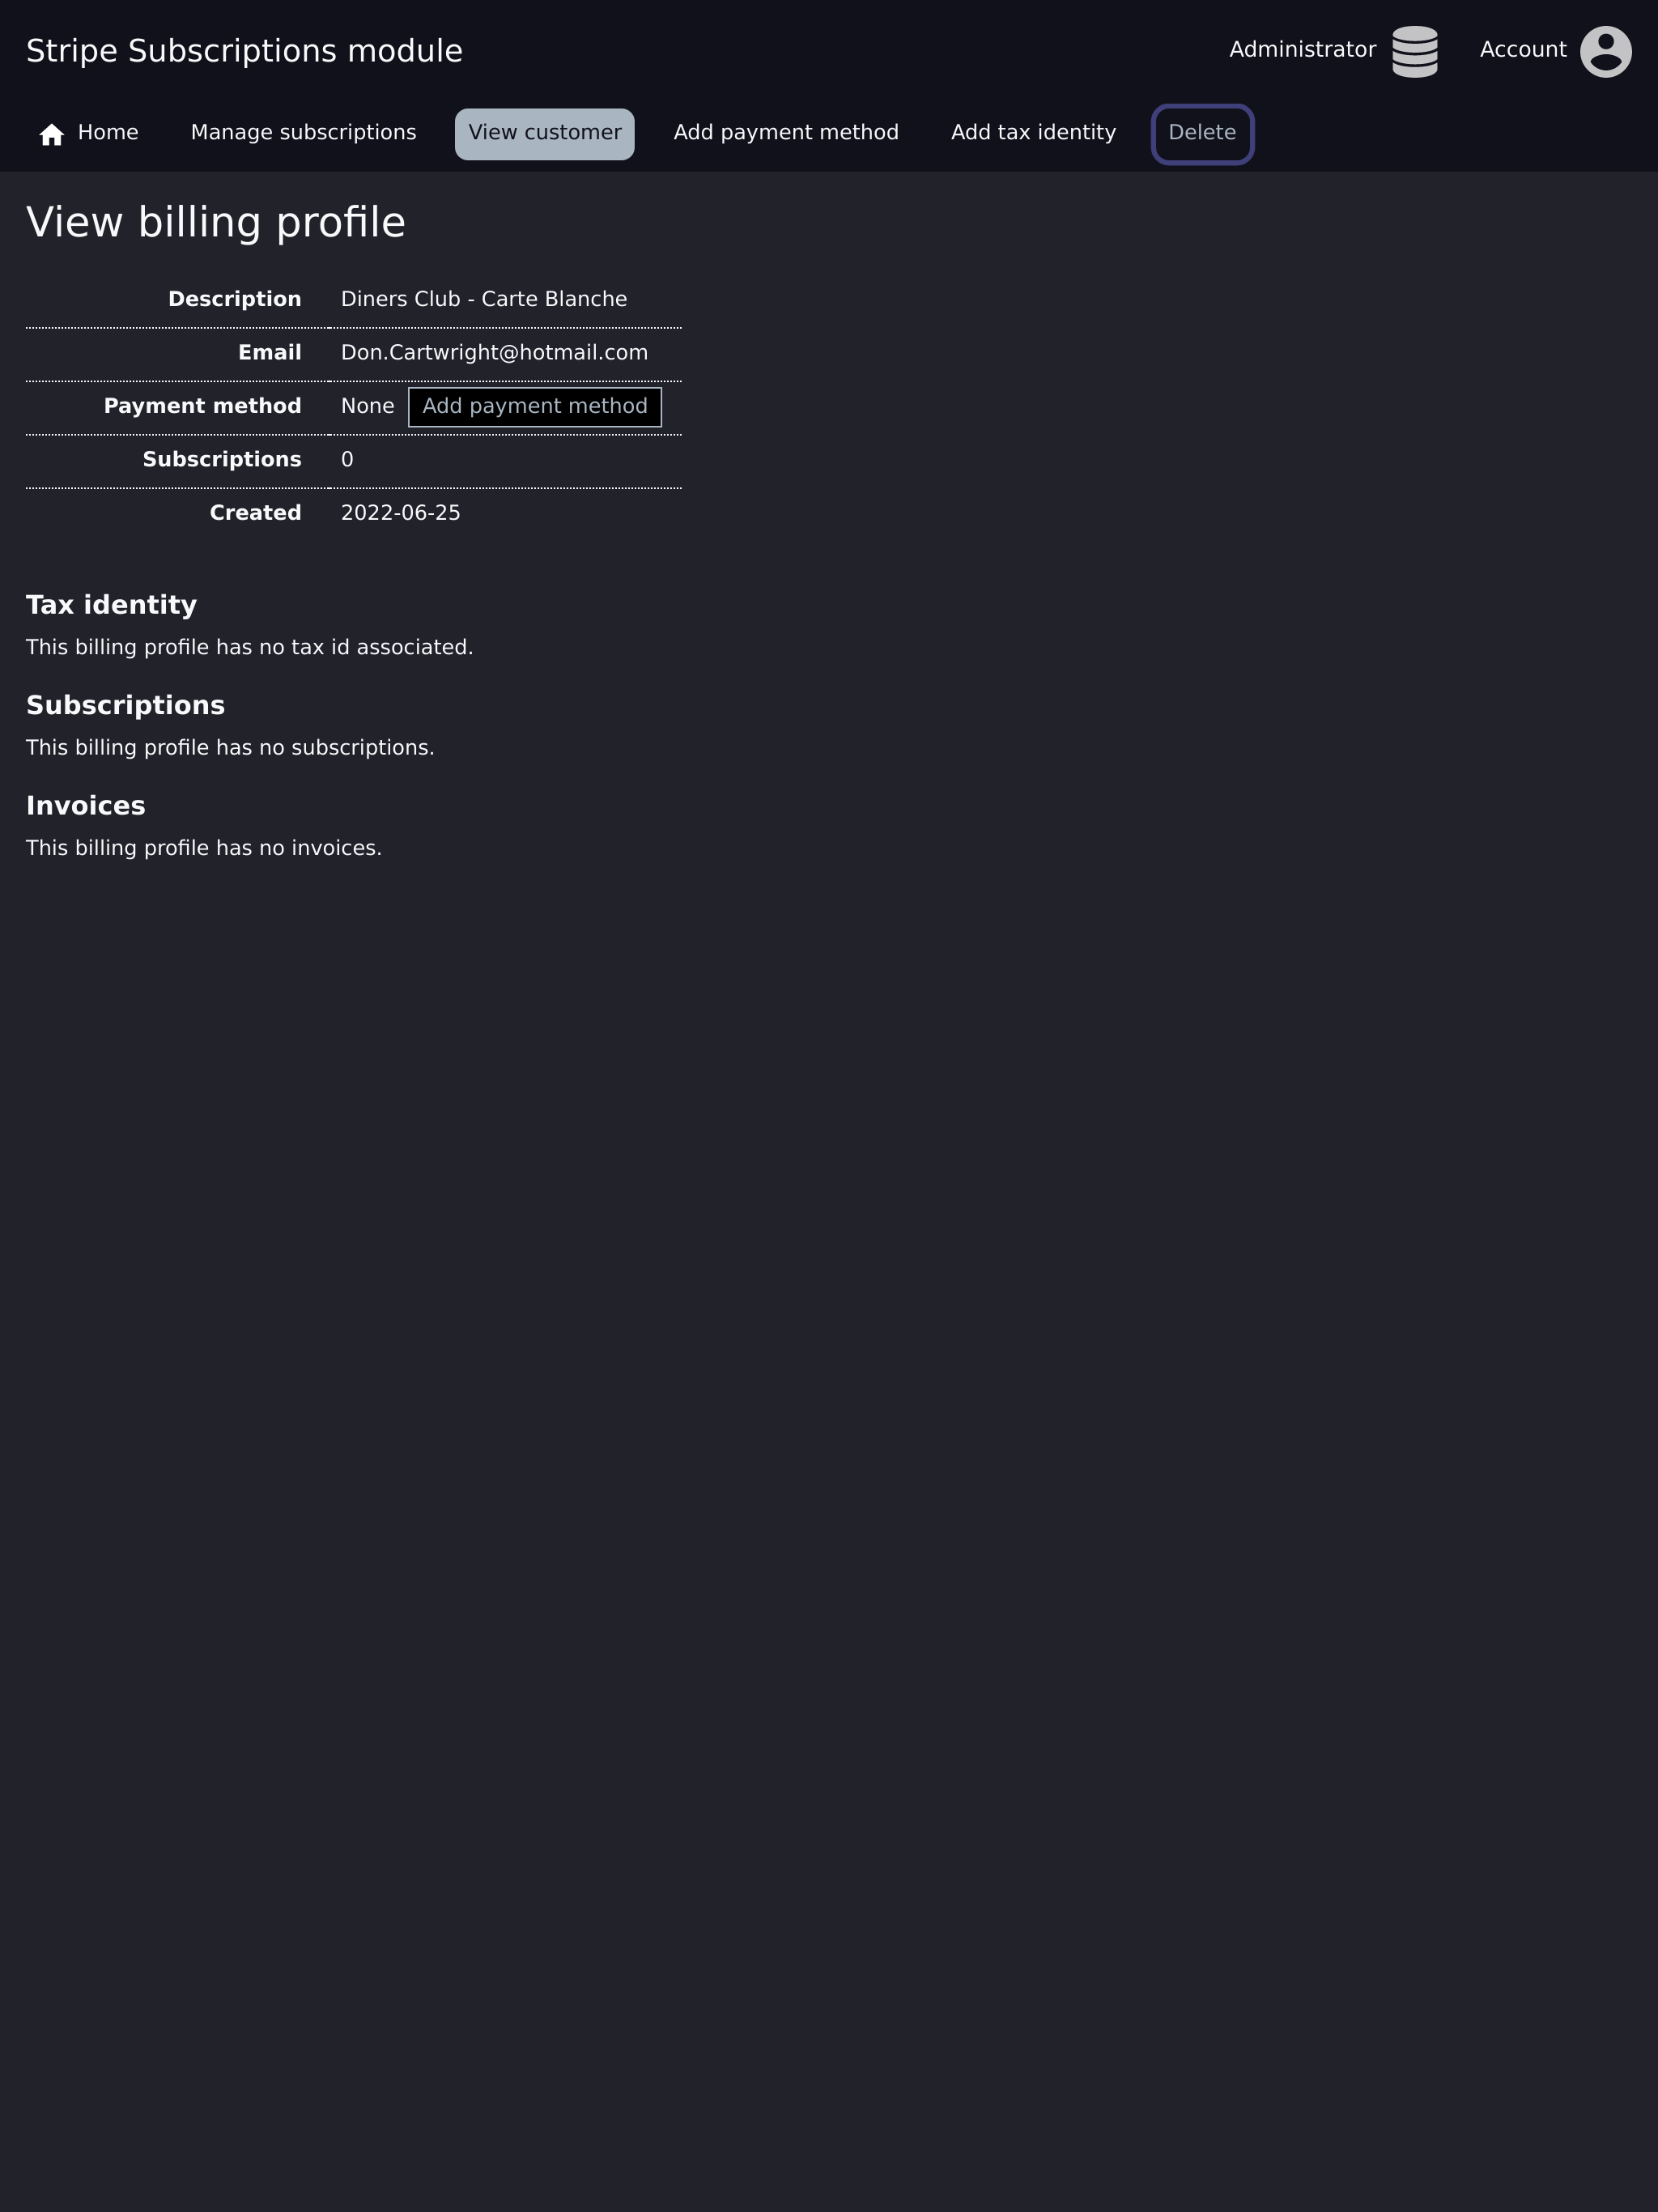 Stripe Subscriptions module
Administrator Account
Home Manage subscriptions View customer Add payment method Add tax identity Delete
View billing profile
Description Diners Club - Carte Blanche
Email Don.Cartwright@hotmail.com
Payment method None Add payment method
Subscriptions 0
Created 2022-06-25
Tax identity
This billing profile has no tax id associated.
Subscriptions
This billing profile has no subscriptions.
Invoices
This billing profile has no invoices.